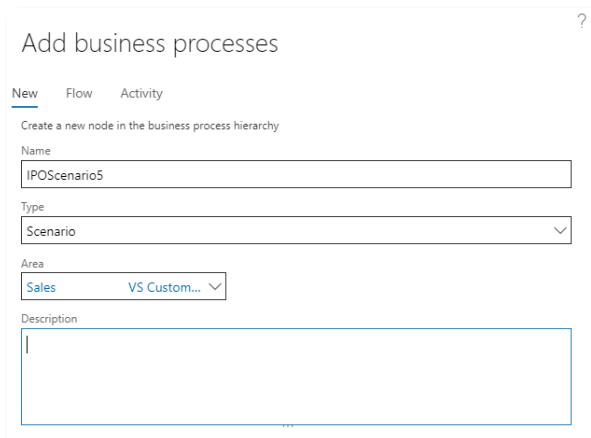 ?
Add business processes
New Flow Activity
Create a new node in the business process hierarchy
Name
IPOScenario5
Type
Scenario
Area
Sales VS Custom...
Description
...